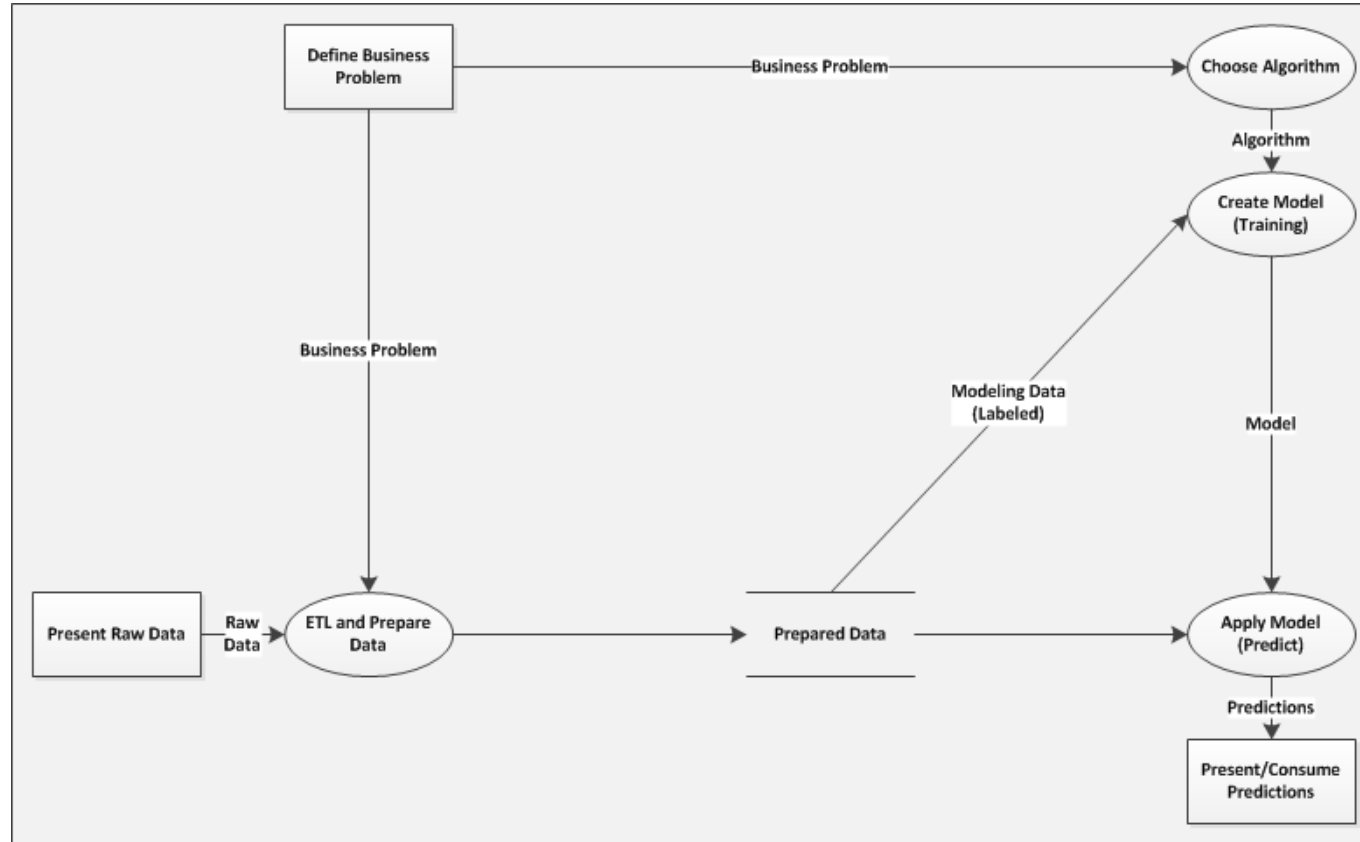 Define Business
Problem
Business Problem
Choose Algorithm
Algorithm
Create Model
(Training)
Business Problem
Modeling Data
(Labeled)
Model
Present Raw Data
Raw
Data
ETL and Prepare
Data
Prepared Data
Apply Model
(Predict)
Predictions
Present/Consume
Predictions